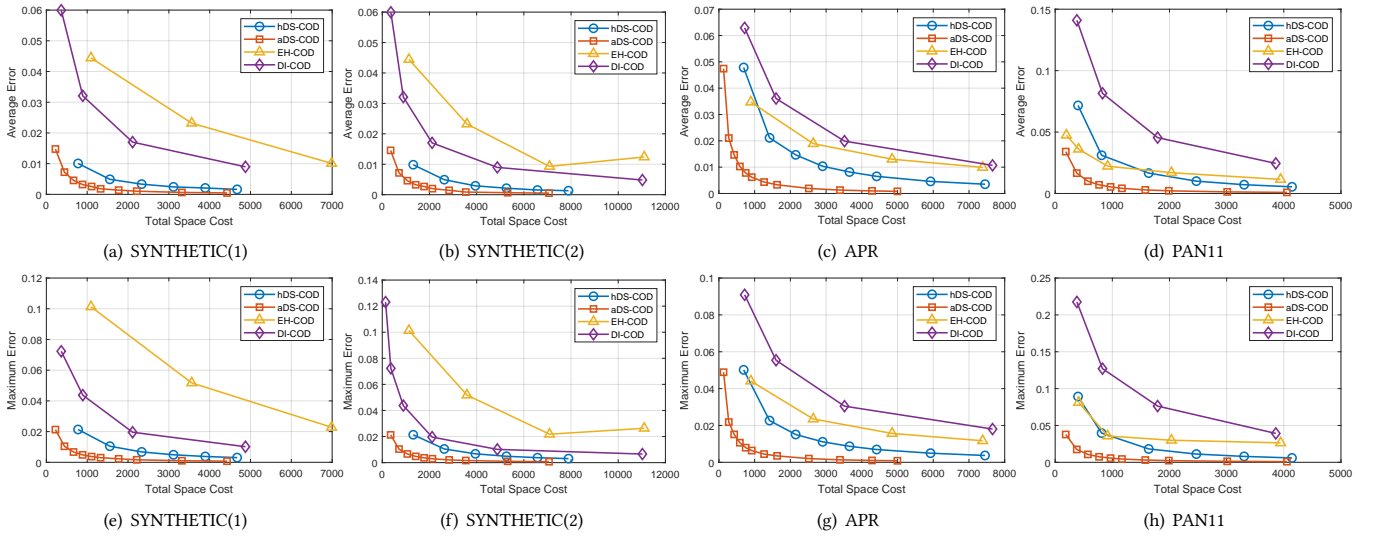 0.06
0.05
0.04
0.03
0.02
0.01
0
Average Error
hDS-COD
aDS-COD
EH-COD
DI-COD
0 1000 2000 3000 4000 5000 6000 7000
Total Space Cost
(a) SYNTHETIC(1)
0.06
0.05
0.04
0.03
0.02
0.01
0
Average Error
hDS-COD
aDS-COD
EH-COD
DI-COD
0 2000 4000 6000 8000 10000 12000
Total Space Cost
(b) SYNTHETIC(2)
0.07
0.06
0.05
0.04
0.03
0.02
0.01
0
Average Error
hDS-COD
aDS-COD
EH-COD
DI-COD
0 1000 2000 3000 4000 5000 6000 7000 8000
Total Space Cost
(c) APR
0.15
0.1
0.05
0
Average Error
hDS-COD
aDS-COD
EH-COD
DI-COD
0 1000 2000 3000 4000 5000
Total Space Cost
(d) PAN11
0.12
0.1
0.08
0.06
0.04
0.02
0
Maximum Error
hDS-COD
aDS-COD
EH-COD
DI-COD
0 1000 2000 3000 4000 5000 6000 7000
Total Space Cost
(e) SYNTHETIC(1)
0.14
0.12
0.1
0.08
0.06
0.04
0.02
0
Maximum Error
hDS-COD
aDS-COD
EH-COD
DI-COD
0 2000 4000 6000 8000 10000 12000
Total Space Cost
(f) SYNTHETIC(2)
0.1
0.08
0.06
0.04
0.02
0
Maximum Error
hDS-COD
aDS-COD
EH-COD
DI-COD
0 1000 2000 3000 4000 5000 6000 7000 8000
Total Space Cost
(g) APR
0.25
0.2
0.15
0.1
0.05
0
Maximum Error
hDS-COD
aDS-COD
EH-COD
DI-COD
0 1000 2000 3000 4000 5000
Total Space Cost
(h) PAN11